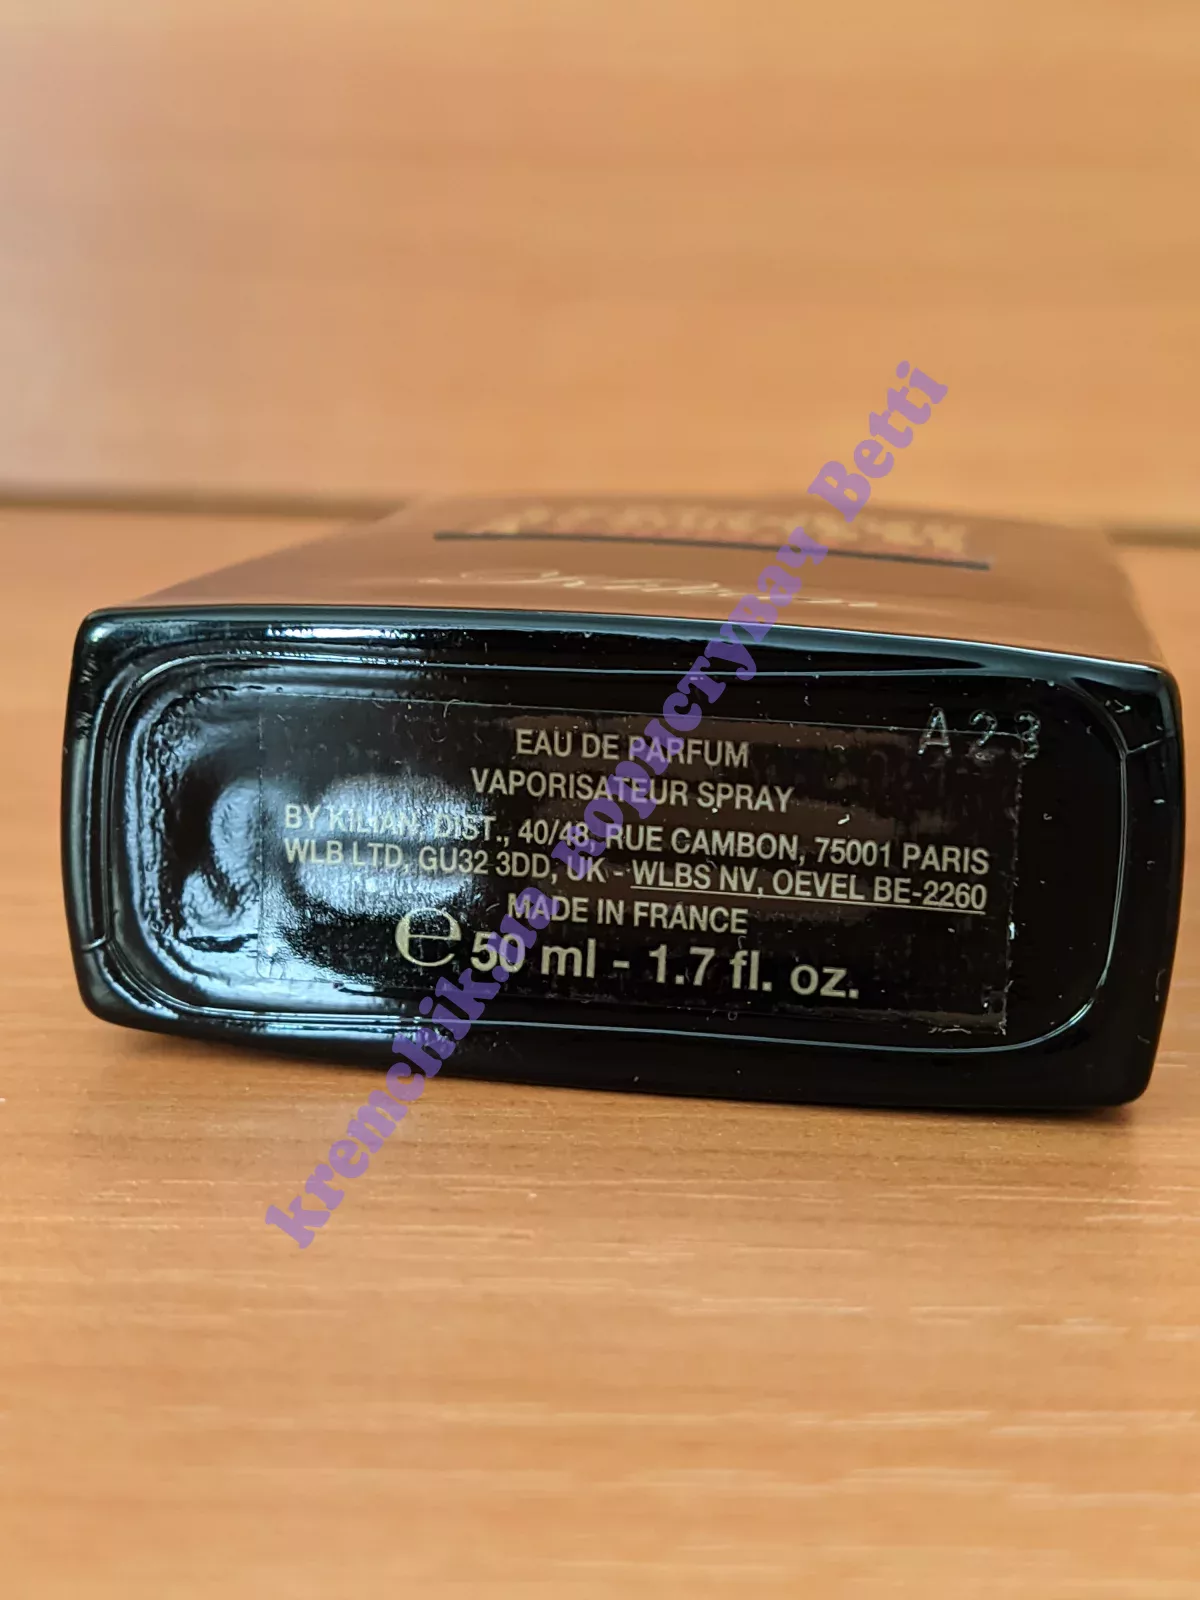 A23
EAU DE PARFUM
VAPORISATEUR SPRAY
BY KILIAN, DIST., 40/48, RUE CAMBON, 75001 PARIS
WLB LTD, GU32 3DD, UK - WLBS NV, OEVEL BE-2260
MADE IN FRANCE
e 50 ml - 1.7 fl. oz.
kremchik.ua користувач Betti